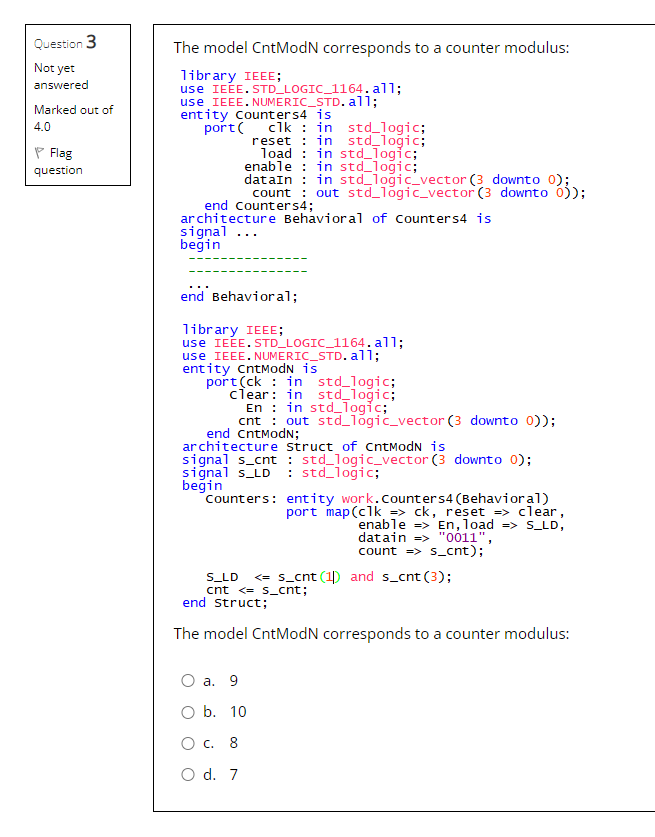 Question 3
Not yet
answered
Marked out of
4.0
Flag
question
The model CntModN corresponds to a counter modulus:
library IEEE;
use IEEE.STD_LOGIC_1164.all;
use IEEE.NUMERIC_STD.all;
entity Counters4 is
port( clk : in std_logic;
reset : in std_logic;
load : in std_logic;
enable : in std_logic;
dataIn : in std_logic_vector(3 downto 0);
count : out std_logic_vector(3 downto 0));
end Counters4;
architecture Behavioral of Counters4 is
signal ...
begin
---------------
---------------
...
end Behavioral;
library IEEE;
use IEEE.STD_LOGIC_1164.all;
use IEEE.NUMERIC_STD.all;
entity CntModN is
port(ck : in std_logic;
Clear: in std_logic;
En : in std_logic;
cnt : out std_logic_vector(3 downto 0));
end CntModN;
architecture Struct of CntModN is
signal s_cnt : std_logic_vector(3 downto 0);
signal s_LD : std_logic;
begin
Counters: entity work.Counters4(Behavioral)
port map(clk => ck, reset => clear,
enable => En,load => S_LD,
datain => "0011",
count => s_cnt);
S_LD <= s_cnt(1) and s_cnt(3);
cnt <= s_cnt;
end Struct;
The model CntModN corresponds to a counter modulus:
a. 9
b. 10
c. 8
d. 7